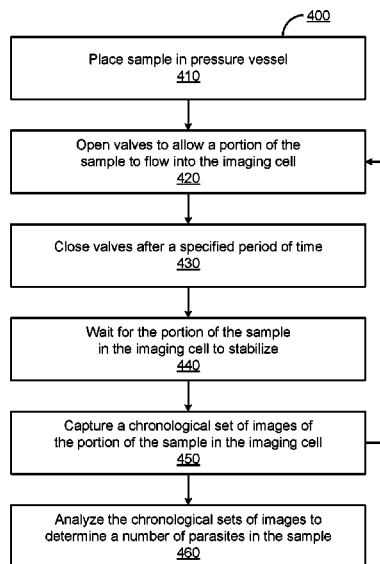 400
Place sample in pressure vessel
410
Open valves to allow a portion of the
sample to flow into the imaging cell
420
Close valves after a specified period of time
430
Wait for the portion of the sample
in the imaging cell to stabilize
440
Capture a chronological set of images of
the portion of the sample in the imaging cell
450
Analyze the chronological sets of images to
determine a number of parasites in the sample
460